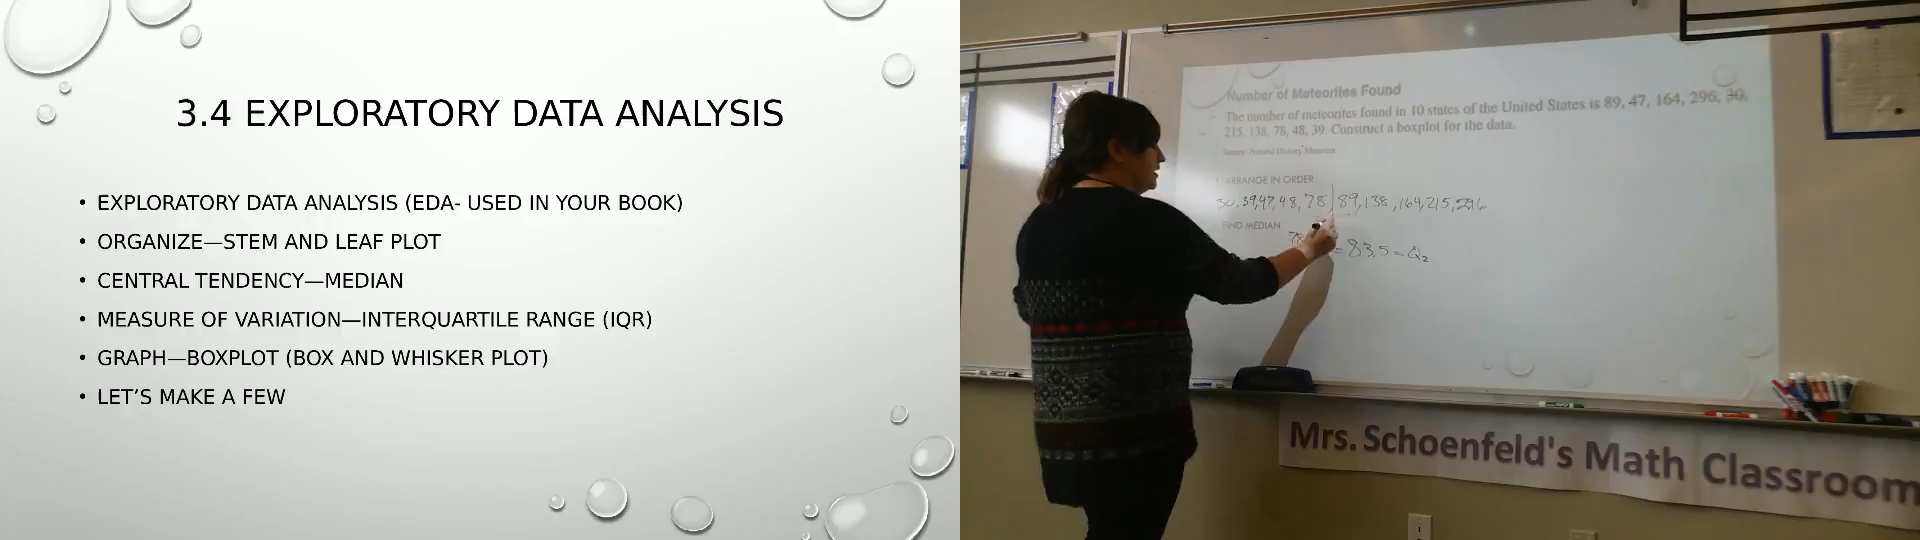 3.4 EXPLORATORY DATA ANALYSIS
• EXPLORATORY DATA ANALYSIS (EDA- USED IN YOUR BOOK)
• ORGANIZE—STEM AND LEAF PLOT
• CENTRAL TENDENCY—MEDIAN
• MEASURE OF VARIATION—INTERQUARTILE RANGE (IQR)
• GRAPH—BOXPLOT (BOX AND WHISKER PLOT)
• LET'S MAKE A FEW
Number of Meteorites Found
The number of meteorites found in 10 states of the United States is 89, 47, 164, 296, 30,
215, 138, 78, 48, 39. Construct a boxplot for the data.
Source: Natural History Museum
ARRANGE IN ORDER
30, 39, 47, 48, 78 | 89, 138, 164, 215, 296
FIND MEDIAN
= 83.5 = Q₂
Mrs. Schoenfeld's Math Classroom